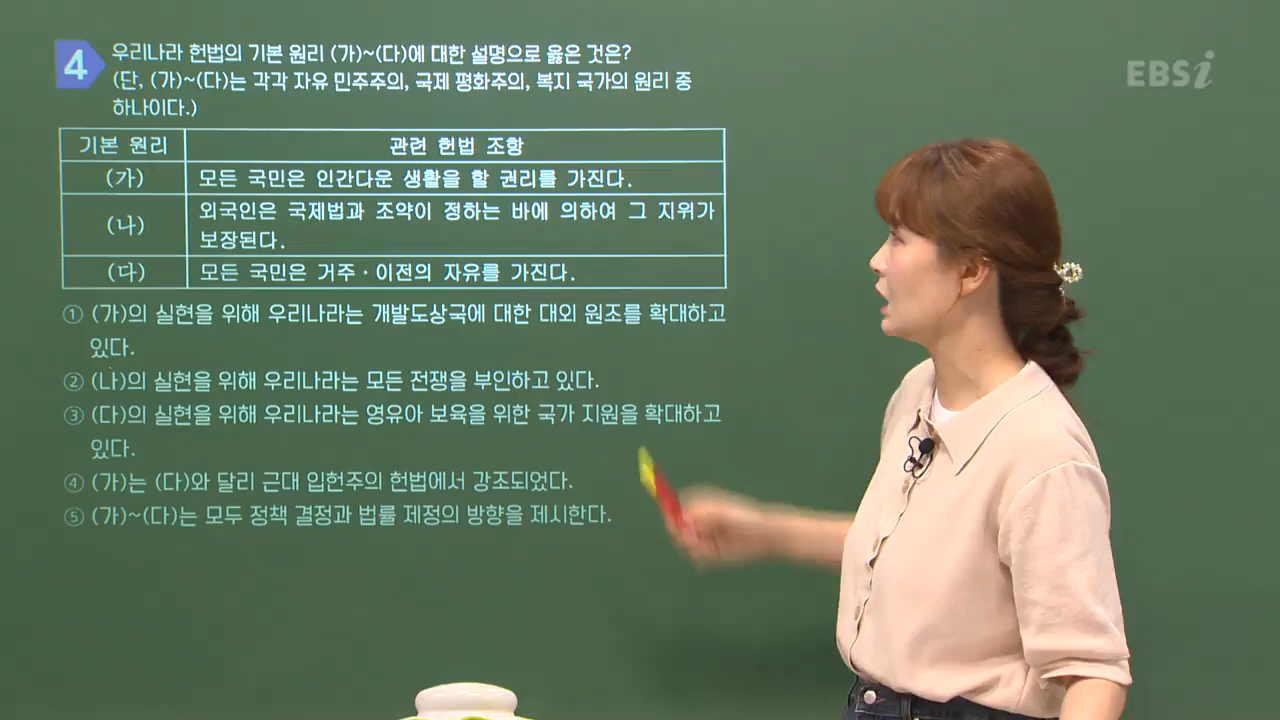 4
우리나라 헌법의 기본 원리 (가)~(다)에 대한 설명으로 옳은 것은?
(단, (가)~(다)는 각각 자유 민주주의, 국제 평화주의, 복지 국가의 원리 중
하나이다.)
EBSi
기본 원리 관련 헌법 조항
(가) 모든 국민은 인간다운 생활을 할 권리를 가진다.
(나) 외국인은 국제법과 조약이 정하는 바에 의하여 그 지위가
보장된다.
(다) 모든 국민은 거주·이전의 자유를 가진다.
① (가)의 실현을 위해 우리나라는 개발도상국에 대한 대외 원조를 확대하고
있다.
② (나)의 실현을 위해 우리나라는 모든 전쟁을 부인하고 있다.
③ (다)의 실현을 위해 우리나라는 영유아 보육을 위한 국가 지원을 확대하고
있다.
④ (가)는 (다)와 달리 근대 입헌주의 헌법에서 강조되었다.
⑤ (가)~(다)는 모두 정책 결정과 법률 제정의 방향을 제시한다.